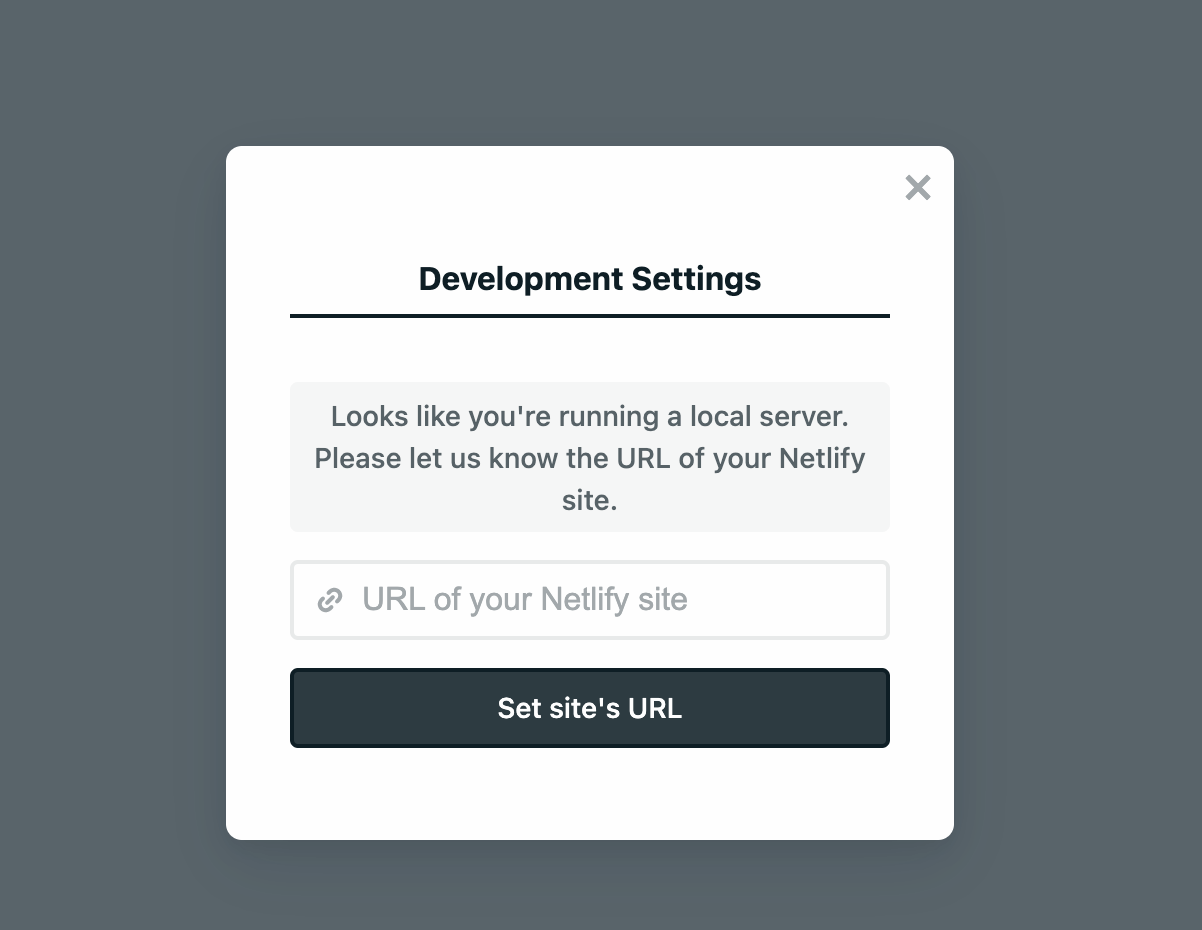 Development Settings
Looks like you're running a local server.
Please let us know the URL of your Netlify
site.
URL of your Netlify site
Set site's URL